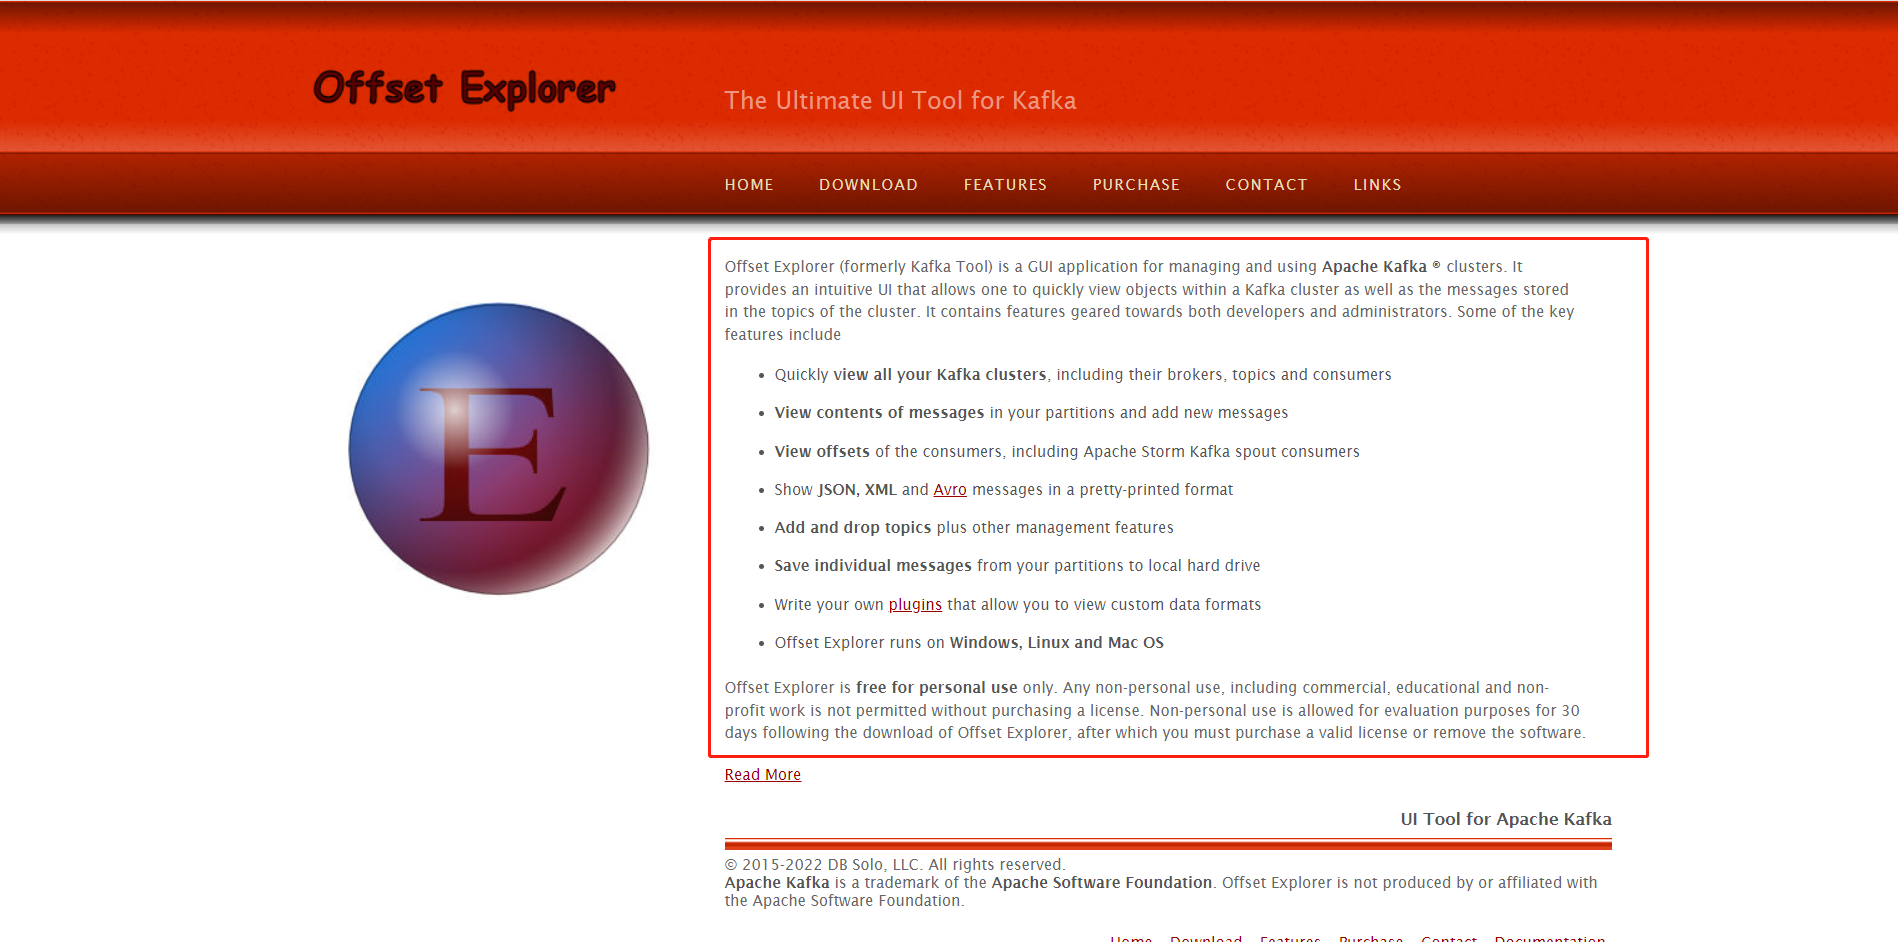 Offset Explorer
The Ultimate UI Tool for Kafka
HOME DOWNLOAD FEATURES PURCHASE CONTACT LINKS
Offset Explorer (formerly Kafka Tool) is a GUI application for managing and using Apache Kafka ® clusters. It
provides an intuitive UI that allows one to quickly view objects within a Kafka cluster as well as the messages stored
in the topics of the cluster. It contains features geared towards both developers and administrators. Some of the key
features include
E
• Quickly view all your Kafka clusters, including their brokers, topics and consumers
• View contents of messages in your partitions and add new messages
• View offsets of the consumers, including Apache Storm Kafka spout consumers
• Show JSON, XML and Avro messages in a pretty-printed format
• Add and drop topics plus other management features
• Save individual messages from your partitions to local hard drive
• Write your own plugins that allow you to view custom data formats
• Offset Explorer runs on Windows, Linux and Mac OS
Offset Explorer is free for personal use only. Any non-personal use, including commercial, educational and non-
profit work is not permitted without purchasing a license. Non-personal use is allowed for evaluation purposes for 30
days following the download of Offset Explorer, after which you must purchase a valid license or remove the software.
Read More
UI Tool for Apache Kafka
© 2015-2022 DB Solo, LLC. All rights reserved.
Apache Kafka is a trademark of the Apache Software Foundation. Offset Explorer is not produced by or affiliated with
the Apache Software Foundation.
Home Download Features Purchase Contact Documentation